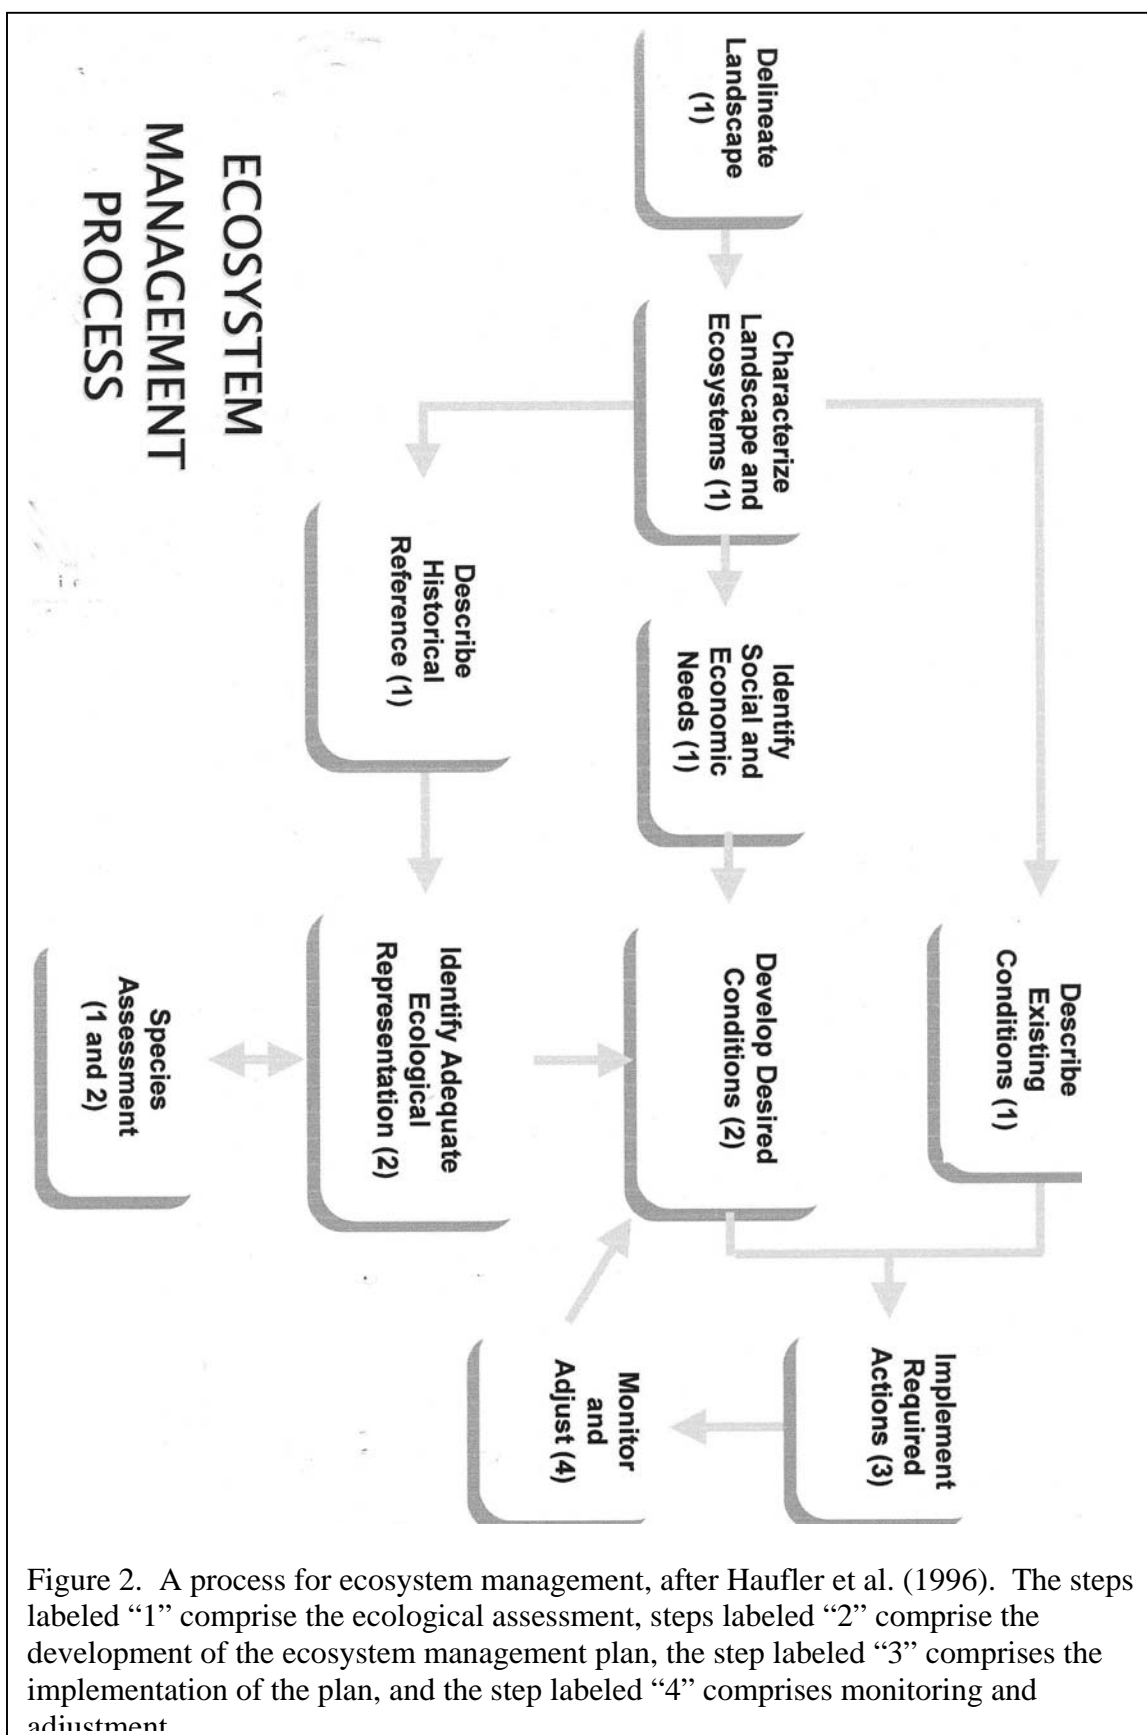 ECOSYSTEM
MANAGEMENT
PROCESS
Delineate
Landscape
(1)
Characterize
Landscape and
Ecosystems (1)
Describe
Historical
Reference (1)
Identify
Social and
Economic
Needs (1)
Describe
Existing
Conditions (1)
Develop Desired
Conditions (2)
Identify Adequate
Ecological
Representation (2)
Species
Assessment
(1 and 2)
Implement
Required
Actions (3)
Monitor
and
Adjust (4)
Figure 2. A process for ecosystem management, after Haufler et al. (1996). The steps
labeled “1” comprise the ecological assessment, steps labeled “2” comprise the
development of the ecosystem management plan, the step labeled “3” comprises the
implementation of the plan, and the step labeled “4” comprises monitoring and
adjustment